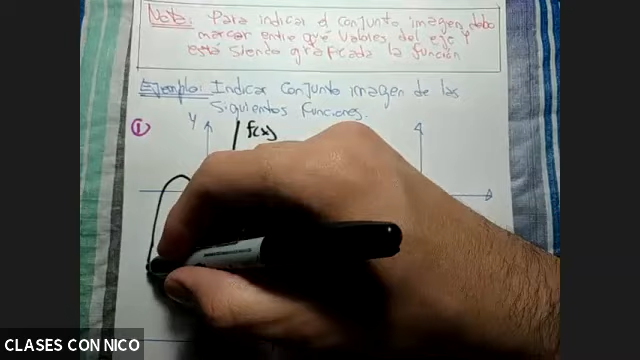 Nota: Para indicar el conjunto imagen debo
marcar entre qué valores del eje Y
está siendo graficada la función
Ejemplo: Indicar conjunto imagen de las
siguientes funciones.
1
Y
f(x)
CLASES CON NICO